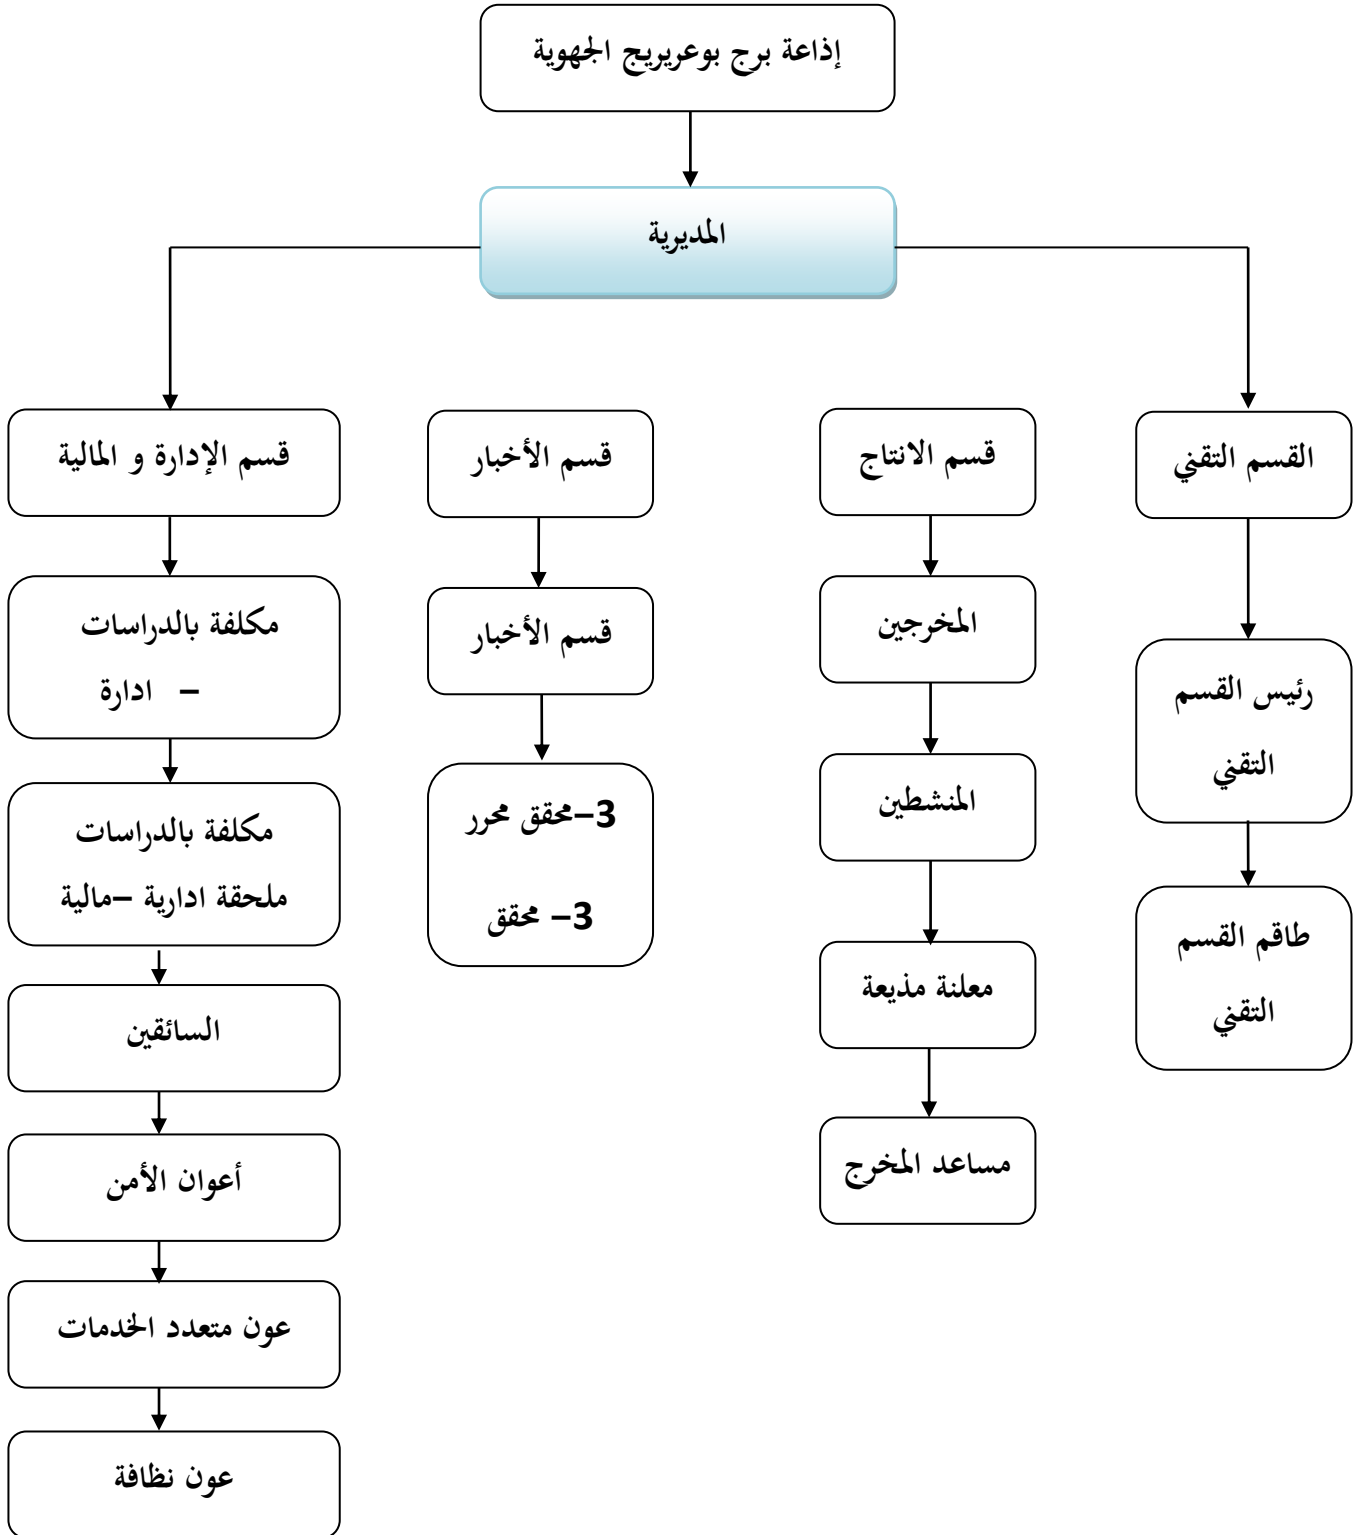 إذاعة برج بوعريريج الجهوية
المديرية
القسم التقني
رئيس القسم
التقني
طاقم القسم
التقني
قسم الانتاج
المخرجين
المنشطين
معلنة مذيعة
مساعد المخرج
قسم الأخبار
قسم الأخبار
3–محقق محرر
3– محقق
قسم الإدارة و المالية
مكلفة بالدراسات
– ادارة
مكلفة بالدراسات
ملحقة ادارية –مالية
السائقين
أعوان الأمن
عون متعدد الخدمات
عون نظافة